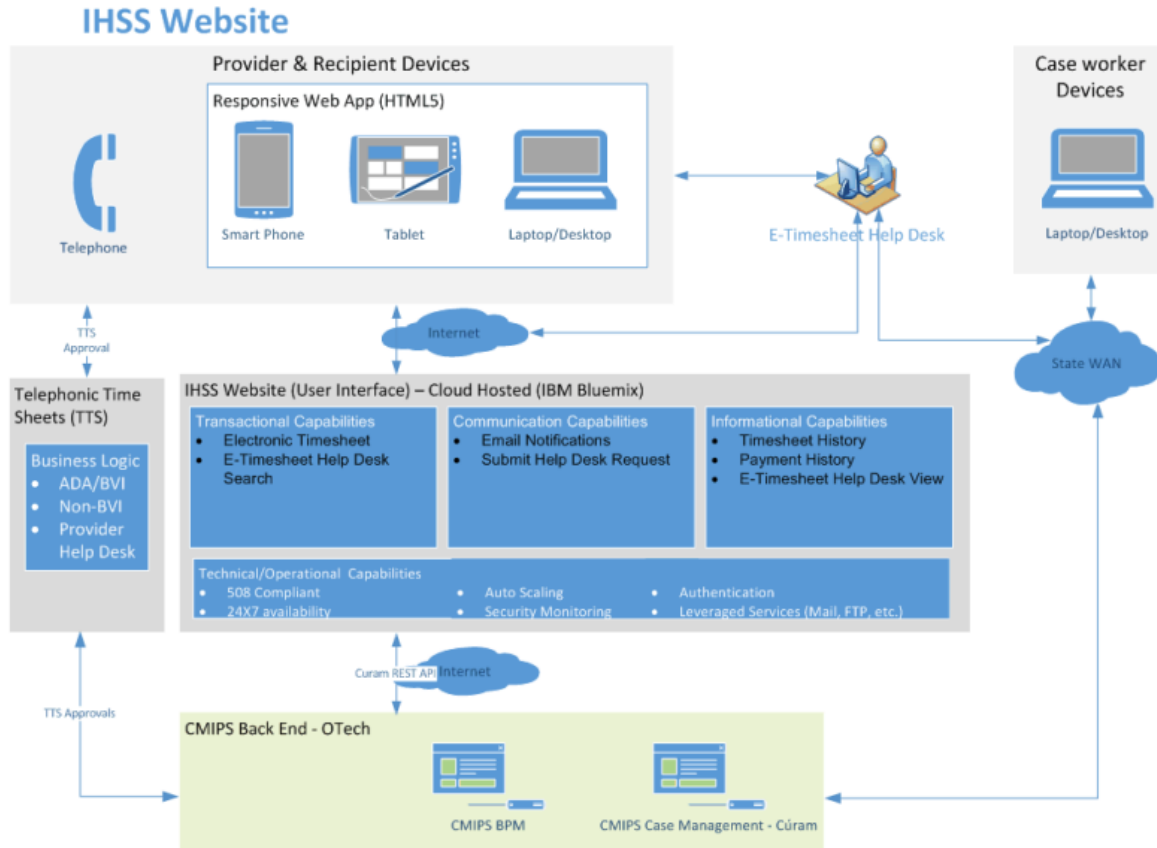 IHSS Website
Provider & Recipient Devices
Responsive Web App (HTML5)
Telephone
Smart Phone
Tablet
Laptop/Desktop
E-Timesheet Help Desk
Case worker
Devices
Laptop/Desktop
TTS
Approval
Internet
State WAN
Telephonic Time
Sheets (TTS)
Business Logic
• ADA/BVI
• Non-BVI
• Provider
Help Desk
IHSS Website (User Interface) – Cloud Hosted (IBM Bluemix)
Transactional Capabilities
• Electronic Timesheet
• E-Timesheet Help Desk
Search
Communication Capabilities
• Email Notifications
• Submit Help Desk Request
Informational Capabilities
• Timesheet History
• Payment History
• E-Timesheet Help Desk View
Technical/Operational Capabilities
• 508 Compliant
• 24X7 availability
• Auto Scaling
• Security Monitoring
• Authentication
• Leveraged Services (Mail, FTP, etc.)
Curam REST API
Internet
TTS Approvals
CMIPS Back End - OTech
CMIPS BPM
CMIPS Case Management - Cúram